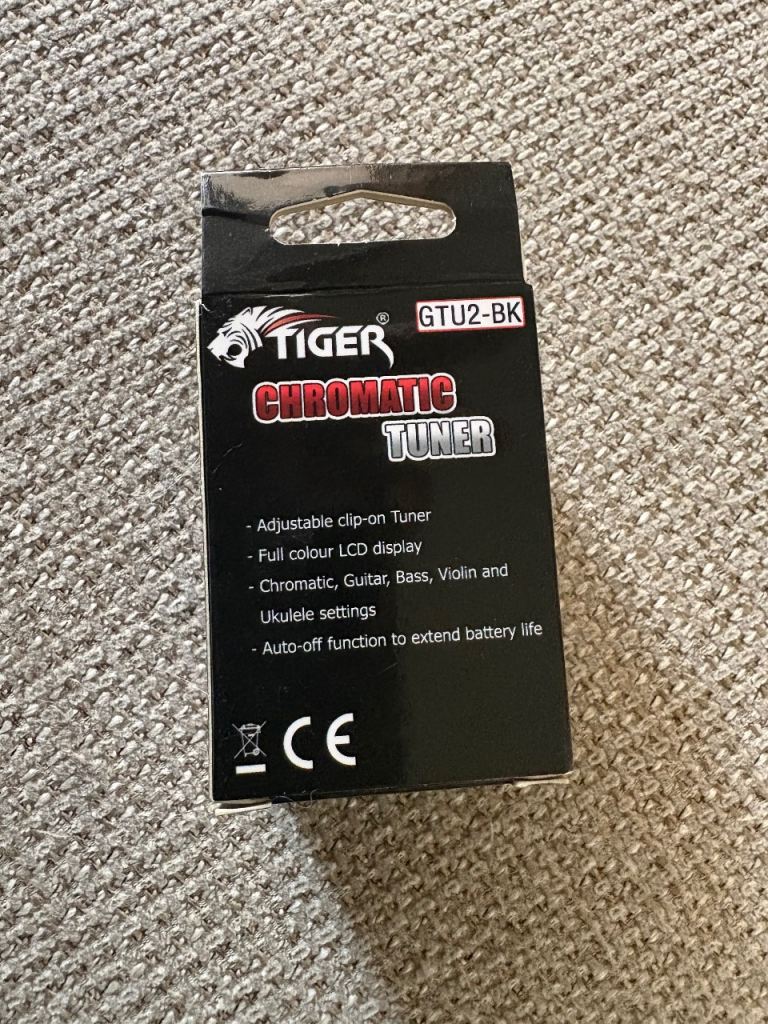 TIGER®
GTU2-BK
CHROMATIC
TUNER
- Adjustable clip-on Tuner
- Full colour LCD display
- Chromatic, Guitar, Bass, Violin and
Ukulele settings
- Auto-off function to extend battery life
CE